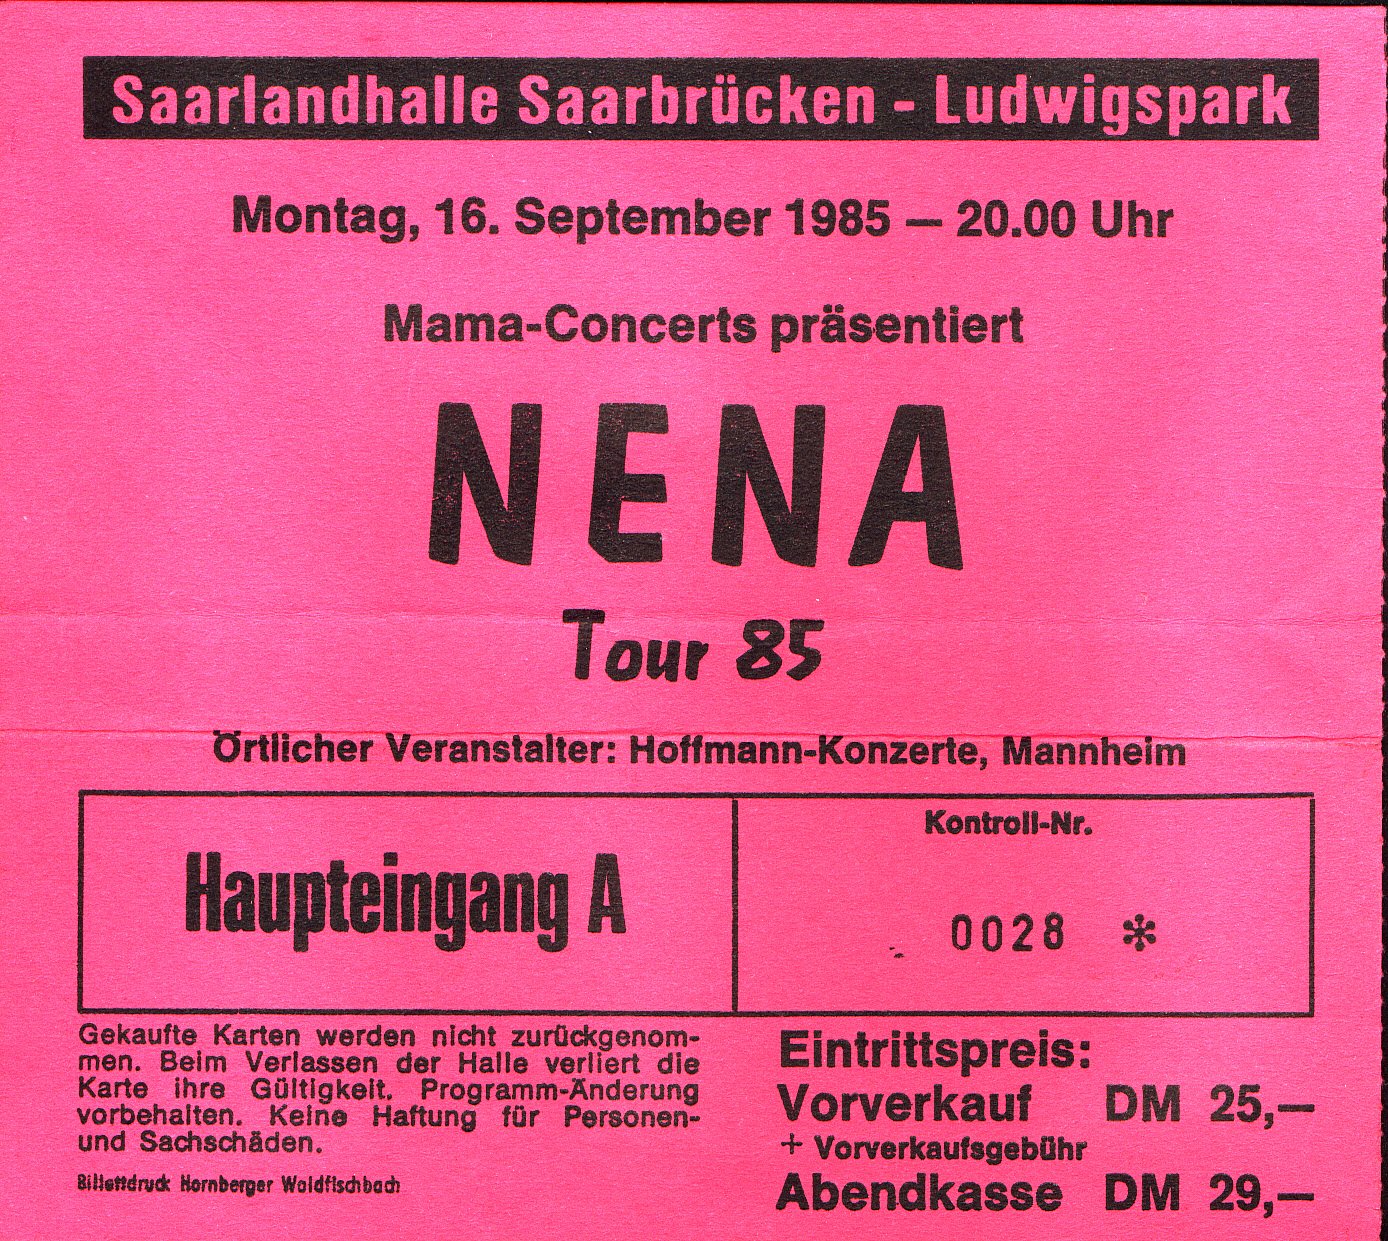 Saarlandhalle Saarbrücken - Ludwigspark
Montag, 16. September 1985 — 20.00 Uhr
Mama-Concerts präsentiert
NENA
Tour 85
Örtlicher Veranstalter: Hoffmann-Konzerte, Mannheim
Haupteingang A
Kontroll-Nr.
0028 *
Gekaufte Karten werden nicht zurückgenom-
men. Beim Verlassen der Halle verliert die
Karte ihre Gültigkeit. Programm-Änderung
vorbehalten. Keine Haftung für Personen-
und Sachschäden.
Billettdruck Hornberger Waldfischbach
Eintrittspreis:
Vorverkauf DM 25,—
+ Vorverkaufsgebühr
Abendkasse DM 29,—